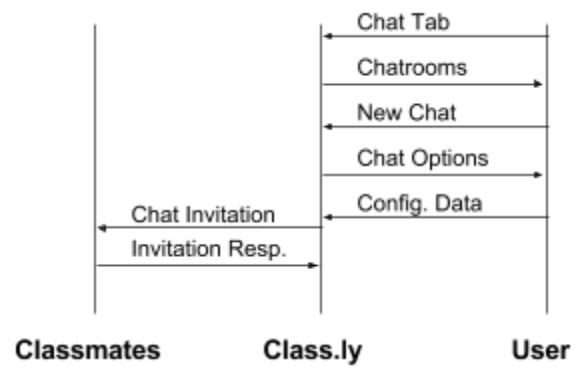 Chat Tab
Chatrooms
New Chat
Chat Options
Config. Data
Chat Invitation
Invitation Resp.
Classmates Class.ly User